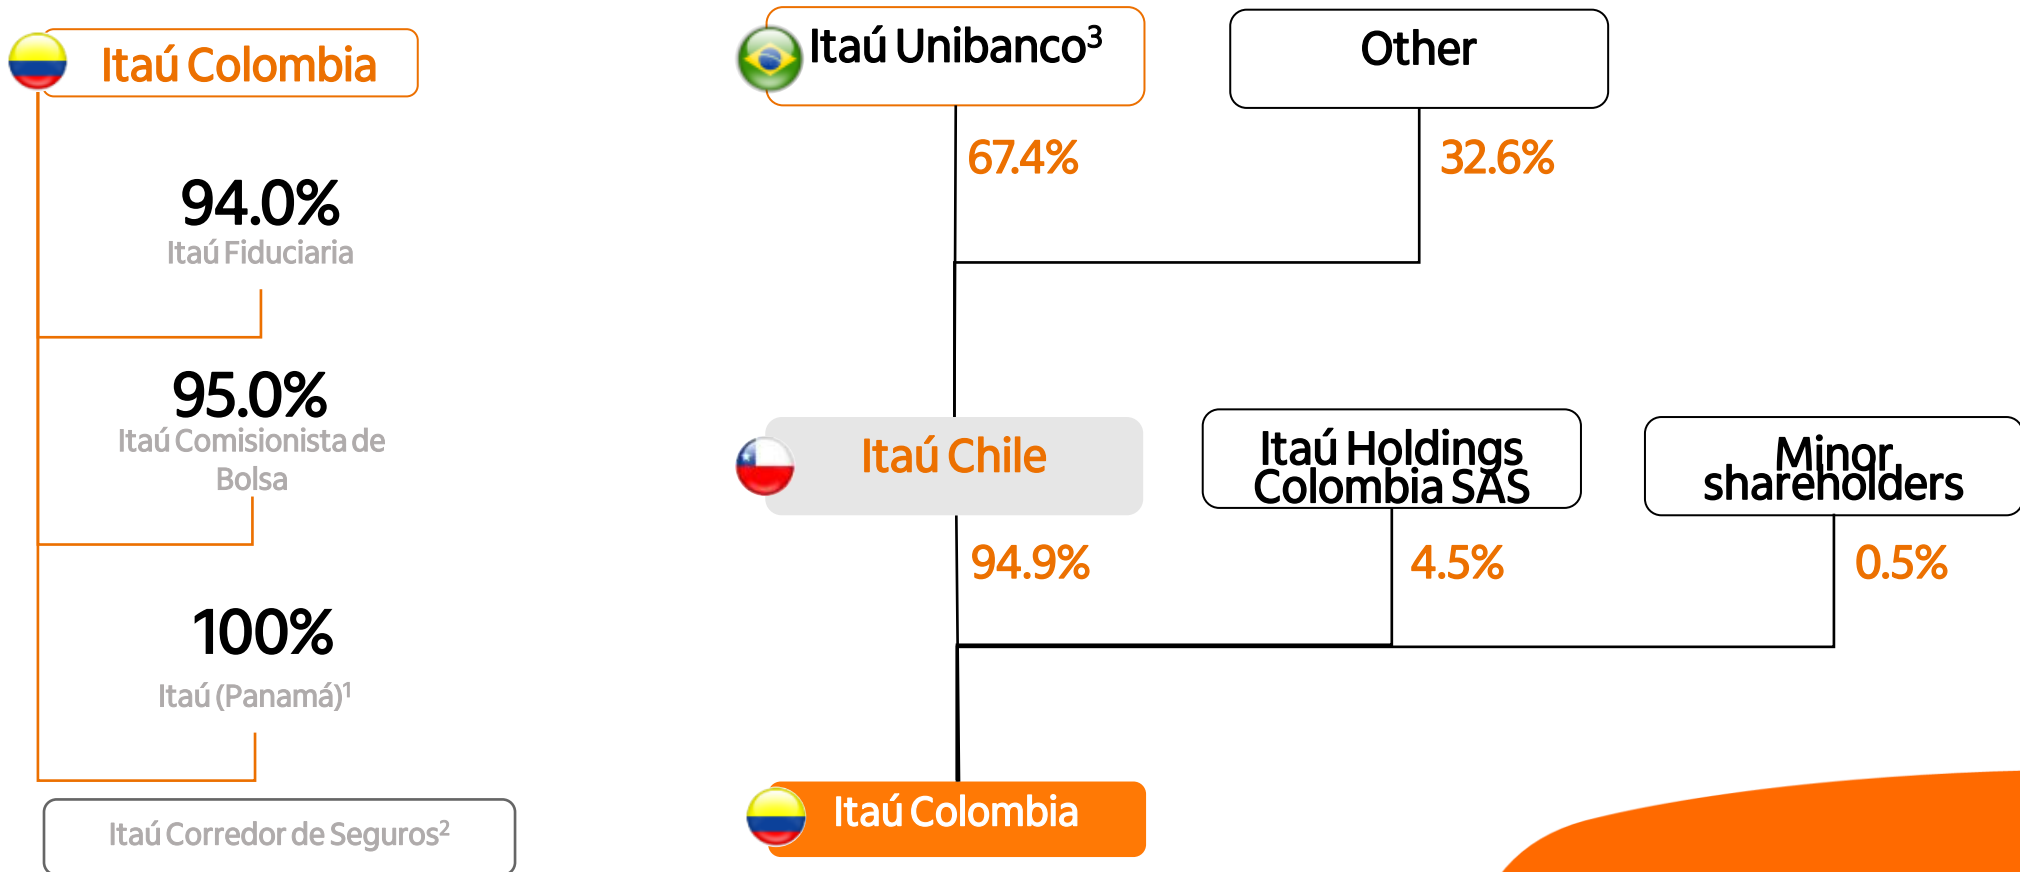 Itaú Colombia
94.0%
Itaú Fiduciaria
95.0%
Itaú Comisionista de
Bolsa
100%
Itaú (Panamá)¹
Itaú Corredor de Seguros²
Itaú Unibanco³
Other
67.4%
32.6%
Itaú Chile
Itaú Holdings
Colombia SAS
Minor
shareholders
94.9%
4.5%
0.5%
Itaú Colombia